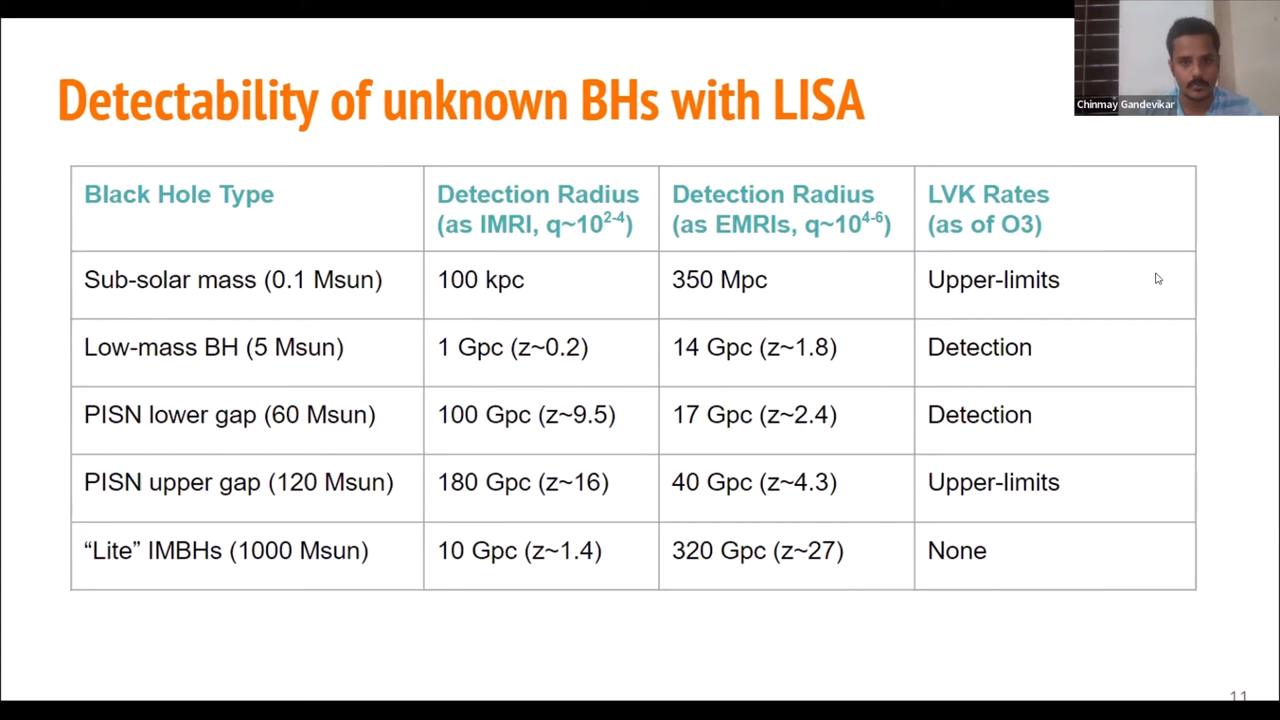 Detectability of unknown BHs with LISA
Chinmay Gandevikar
Black Hole Type
Detection Radius
(as IMRI, q~10^2-4)
Detection Radius
(as EMRIs, q~10^4-6)
LVK Rates
(as of O3)
Sub-solar mass (0.1 Msun)
100 kpc
350 Mpc
Upper-limits
Low-mass BH (5 Msun)
1 Gpc (z~0.2)
14 Gpc (z~1.8)
Detection
PISN lower gap (60 Msun)
100 Gpc (z~9.5)
17 Gpc (z~2.4)
Detection
PISN upper gap (120 Msun)
180 Gpc (z~16)
40 Gpc (z~4.3)
Upper-limits
“Lite” IMBHs (1000 Msun)
10 Gpc (z~1.4)
320 Gpc (z~27)
None
11